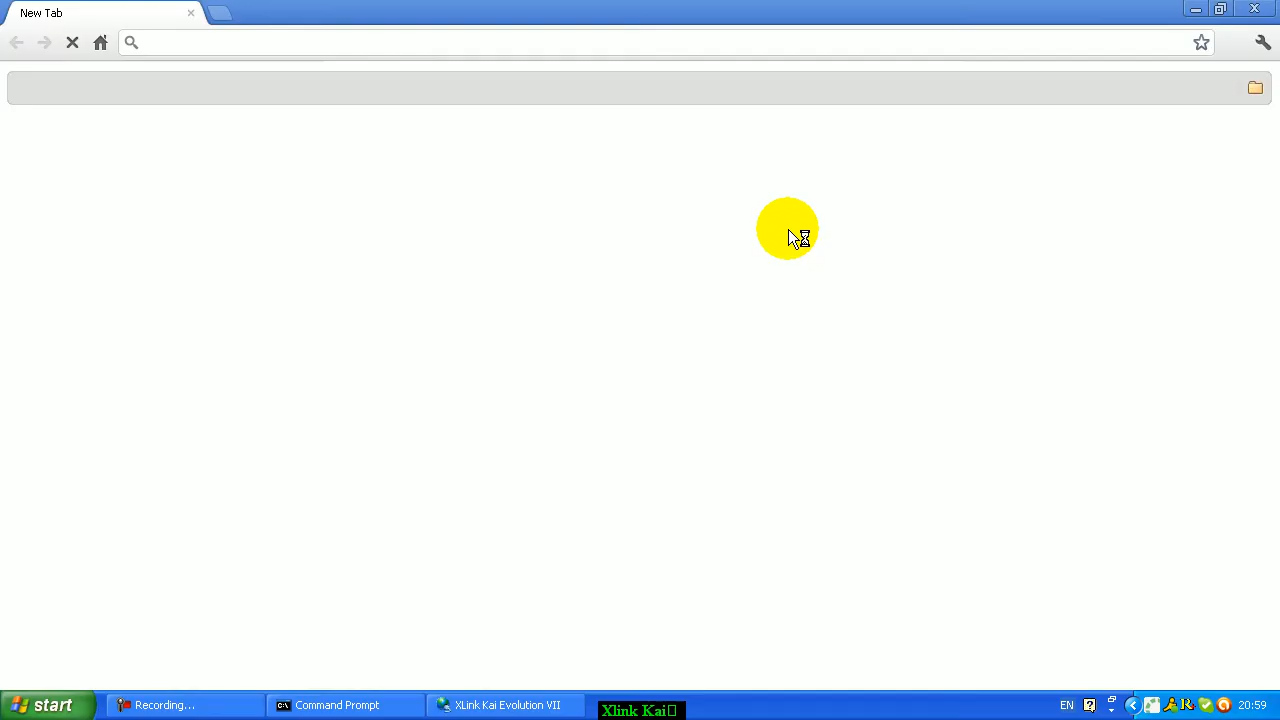 New Tab
start
Recording...
Command Prompt
XLink Kai Evolution VII
Xlink Kai
EN
20:59